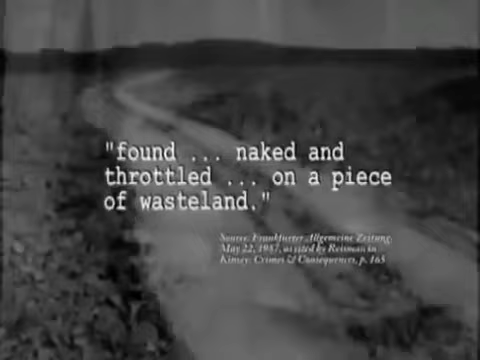 "found ... naked and
throttled ... on a piece
of wasteland."
Source: Frankfurter Allgemeine Zeitung,
May 22, 1957, as cited by Reisman in
Kinsey: Crimes & Consequences, p. 165